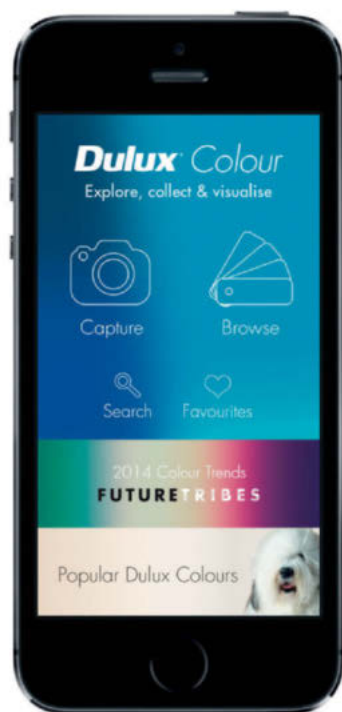 Dulux Colour
Explore, collect & visualise
Capture
Browse
Search
Favourites
2014 Colour Trends
FUTURETRIBES
Popular Dulux Colours